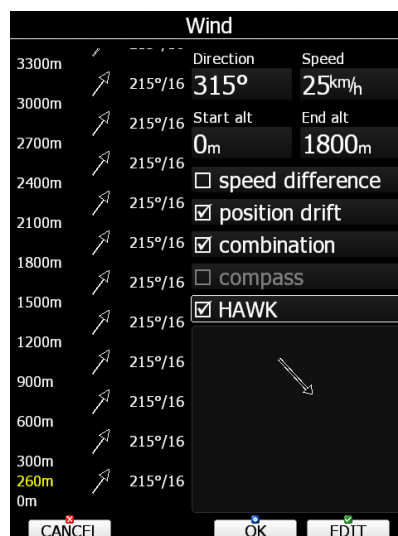 Wind
3300m
3000m
2700m
2400m
2100m
1800m
1500m
1200m
900m
600m
300m
260m
0m
215°/16
215°/16
215°/16
215°/16
215°/16
215°/16
215°/16
215°/16
215°/16
215°/16
215°/16
Direction Speed
315° 25km/h
Start alt End alt
0m 1800m
speed difference
position drift
combination
compass
HAWK
CANCEL OK EDIT